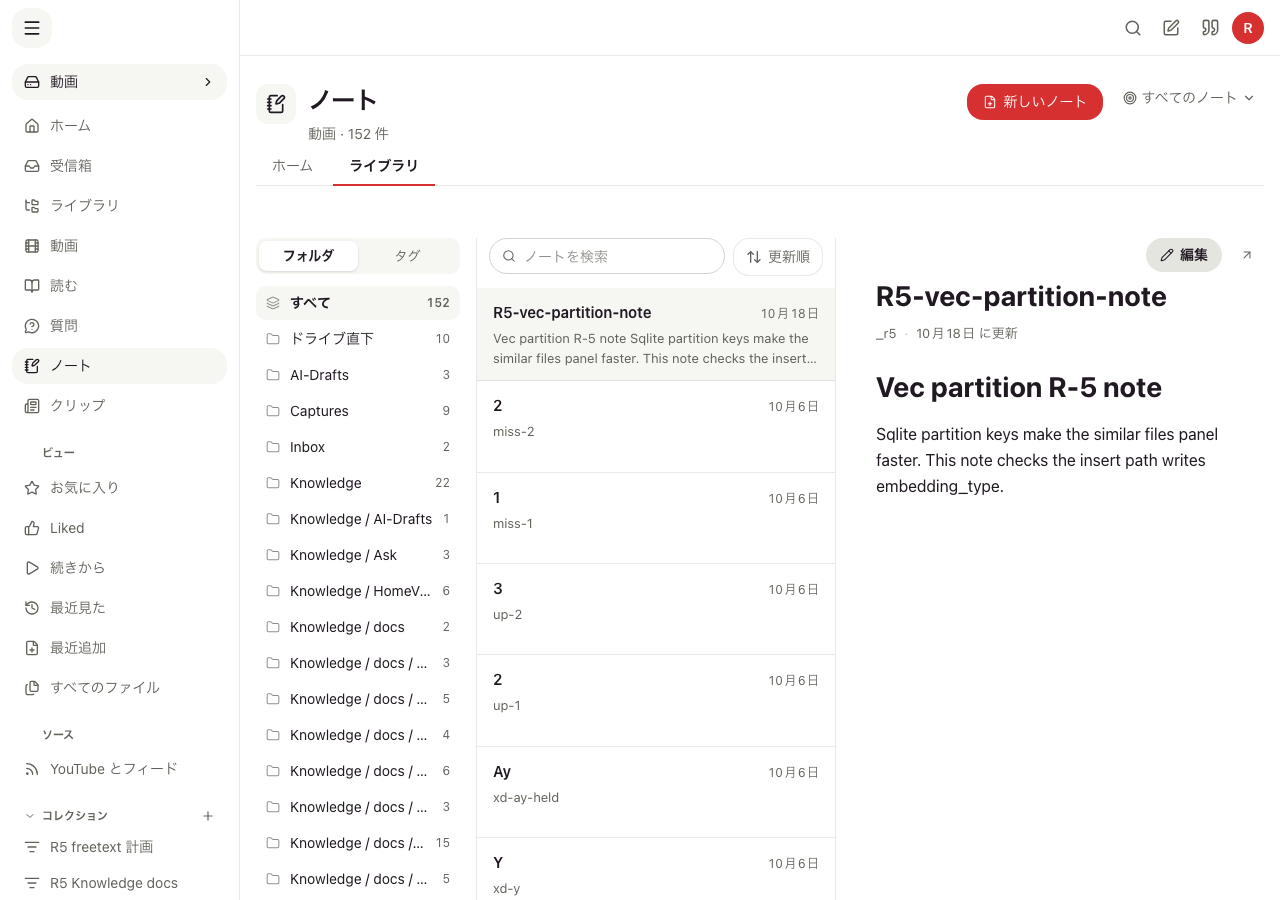 R
動画
ホーム
受信箱
ライブラリ
動画
読む
質問
ノート
クリップ
ビュー
お気に入り
Liked
続きから
最近見た
最近追加
すべてのファイル
ソース
YouTube とフィード
コレクション
R5 freetext 計画
R5 Knowledge docs
ノート
動画 · 152 件
新しいノート
すべてのノート
ホーム
ライブラリ
フォルダ
タグ
すべて 152
ドライブ直下 10
AI-Drafts 3
Captures 9
Inbox 2
Knowledge 22
Knowledge / AI-Drafts 1
Knowledge / Ask 3
Knowledge / HomeV... 6
Knowledge / docs 2
Knowledge / docs / ... 3
Knowledge / docs / ... 5
Knowledge / docs / ... 4
Knowledge / docs / ... 6
Knowledge / docs / ... 3
Knowledge / docs /... 15
Knowledge / docs / ... 5
ノートを検索
更新順
R5-vec-partition-note 10月18日
Vec partition R-5 note Sqlite partition keys make the
similar files panel faster. This note checks the insert...
2 10月6日
miss-2
1 10月6日
miss-1
3 10月6日
up-2
2 10月6日
up-1
Ay 10月6日
xd-ay-held
Y 10月6日
xd-y
編集
R5-vec-partition-note
_r5 · 10月18日 に更新
Vec partition R-5 note
Sqlite partition keys make the similar files panel
faster. This note checks the insert path writes
embedding_type.